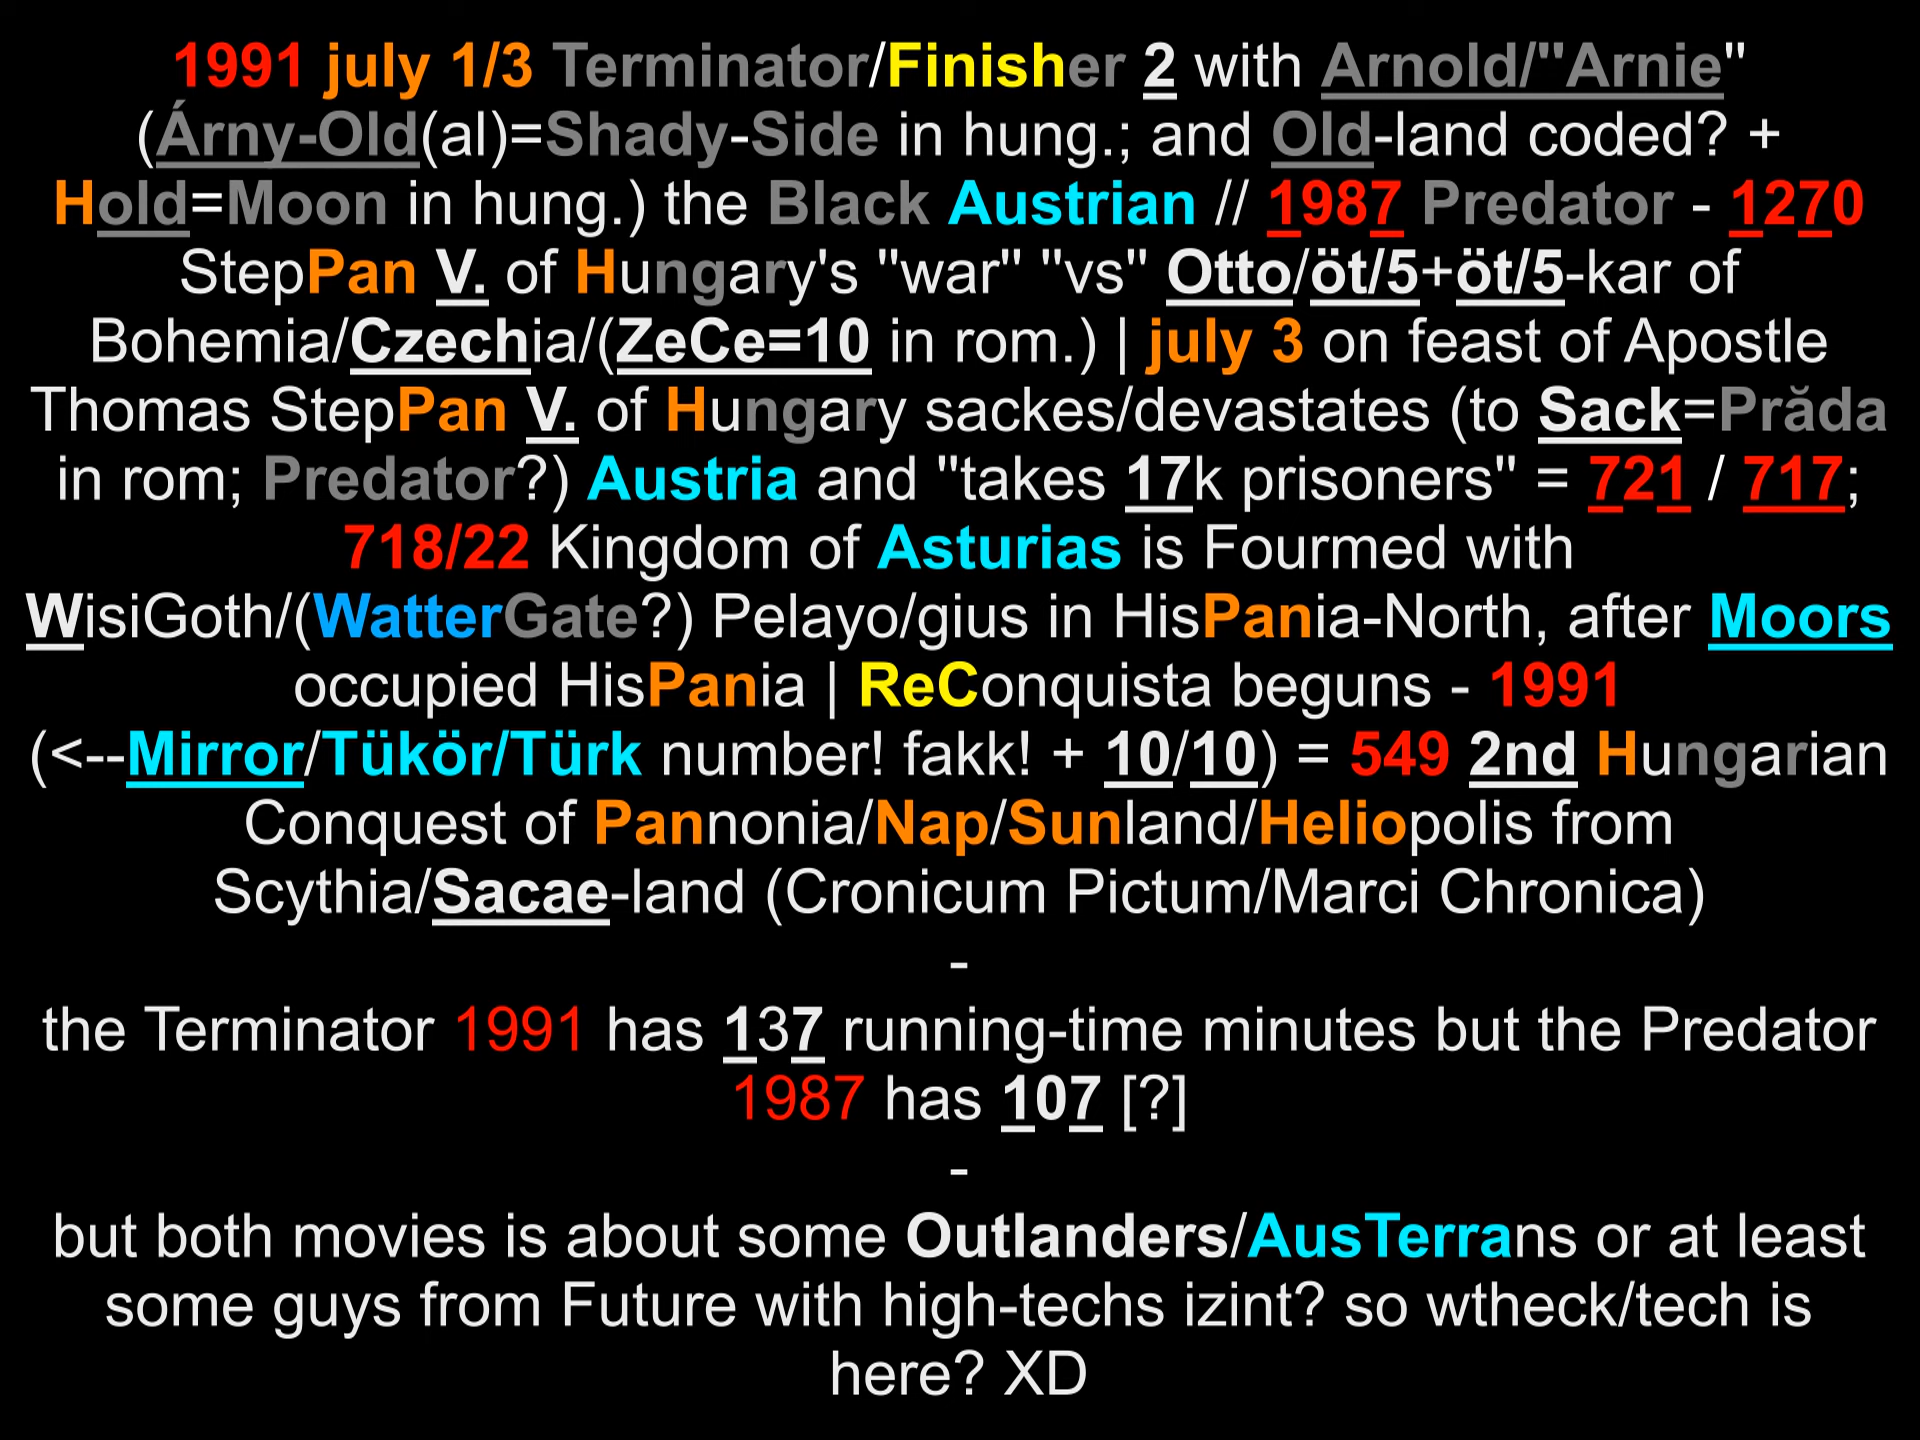 1991 july 1/3 Terminator/Finisher 2 with Arnold/"Arnie"
(Árny-Old(al)=Shady-Side in hung.; and Old-land coded? +
Hold=Moon in hung.) the Black Austrian // 1987 Predator - 1270
StepPan V. of Hungary's "war" "vs" Otto/öt/5+öt/5-kar of
Bohemia/Czechia/(ZeCe=10 in rom.) | july 3 on feast of Apostle
Thomas StepPan V. of Hungary sackes/devastates (to Sack=Prăda
in rom; Predator?) Austria and "takes 17k prisoners" = 721 / 717;
718/22 Kingdom of Asturias is Fourmed with
WisiGoth/(WatterGate?) Pelayo/gius in HisPania-North, after Moors
occupied HisPania | ReConquista beguns - 1991
(<--Mirror/Tükör/Türk number! fakk! + 10/10) = 549 2nd Hungarian
Conquest of Pannonia/Nap/Sunland/Heliopolis from
Scythia/Sacae-land (Cronicum Pictum/Marci Chronica)
-
the Terminator 1991 has 137 running-time minutes but the Predator
1987 has 107 [?]
-
but both movies is about some Outlanders/AusTerrans or at least
some guys from Future with high-techs izint? so wtheck/tech is
here? XD